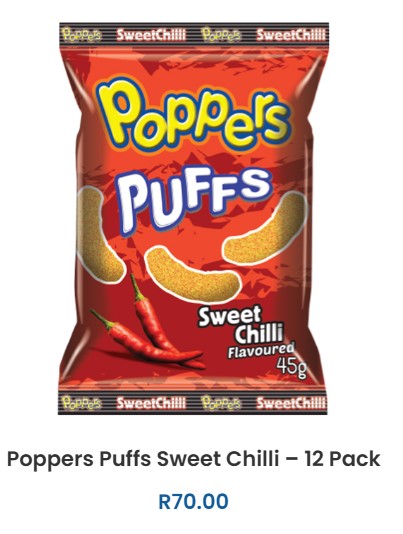 Poppers SweetChilli Poppers SweetChilli
Poppers
PUFFS
Sweet
Chilli
Flavoured
45g
Poppers SweetChilli Poppers SweetChilli
Poppers Puffs Sweet Chilli – 12 Pack
R70.00